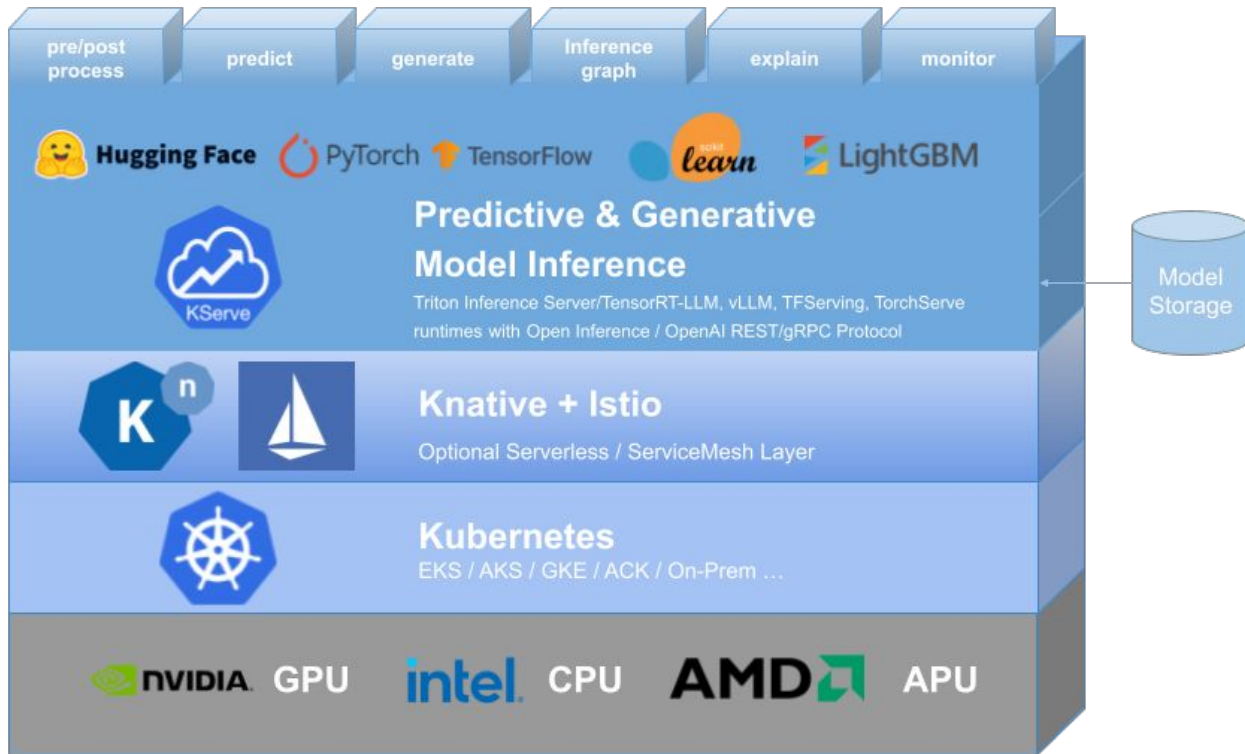 pre/post
process
predict
generate
Inference
graph
explain
monitor
Hugging Face
PyTorch
TensorFlow
scikit
learn
LightGBM
KServe
Predictive & Generative
Model Inference
Triton Inference Server/TensorRT-LLM, vLLM, TFServing, TorchServe
runtimes with Open Inference / OpenAI REST/gRPC Protocol
Model
Storage
K
n
Knative + Istio
Optional Serverless / ServiceMesh Layer
Kubernetes
EKS / AKS / GKE / ACK / On-Prem …
NVIDIA. GPU
intel. CPU
AMD APU